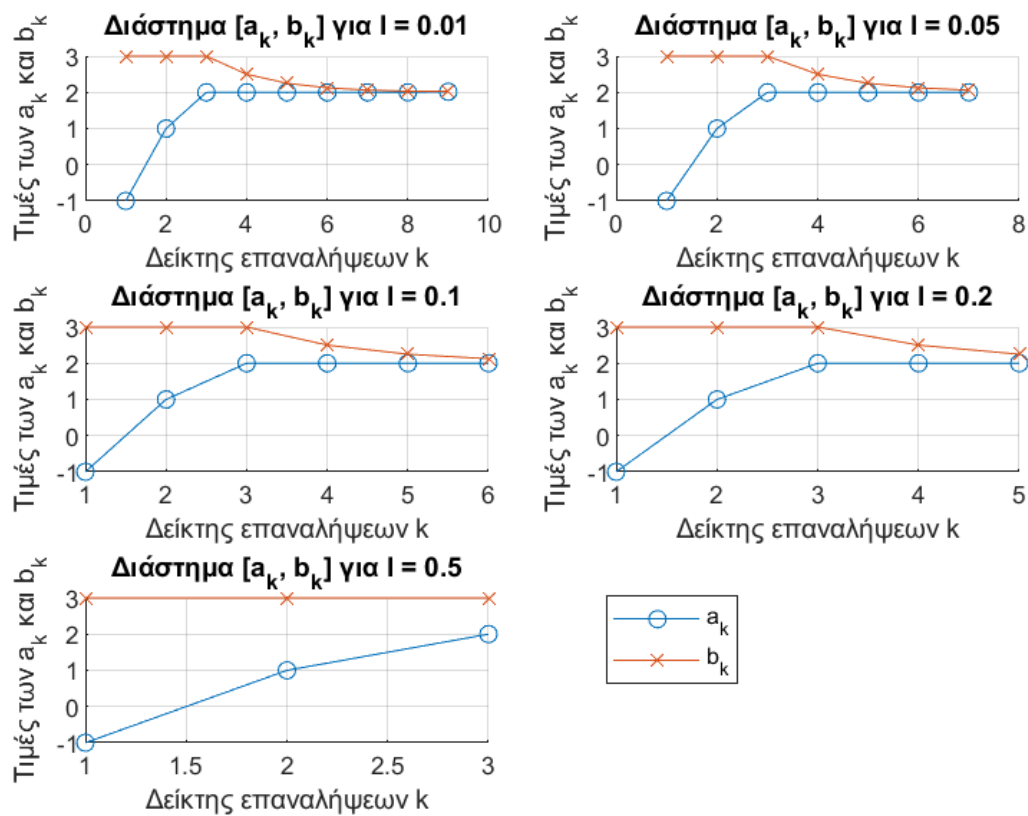 Διάστημα [a_k, b_k] για l = 0.01
Τιμές των a_k και b_k
3
2
1
0
-1
0 2 4 6 8 10
Δείκτης επαναλήψεων k
Διάστημα [a_k, b_k] για l = 0.05
Τιμές των a_k και b_k
3
2
1
0
-1
0 2 4 6 8
Δείκτης επαναλήψεων k
Διάστημα [a_k, b_k] για l = 0.1
Τιμές των a_k και b_k
3
2
1
0
-1
1 2 3 4 5 6
Δείκτης επαναλήψεων k
Διάστημα [a_k, b_k] για l = 0.2
Τιμές των a_k και b_k
3
2
1
0
-1
1 2 3 4 5
Δείκτης επαναλήψεων k
Διάστημα [a_k, b_k] για l = 0.5
Τιμές των a_k και b_k
3
2
1
0
-1
1 1.5 2 2.5 3
Δείκτης επαναλήψεων k
a_k
b_k